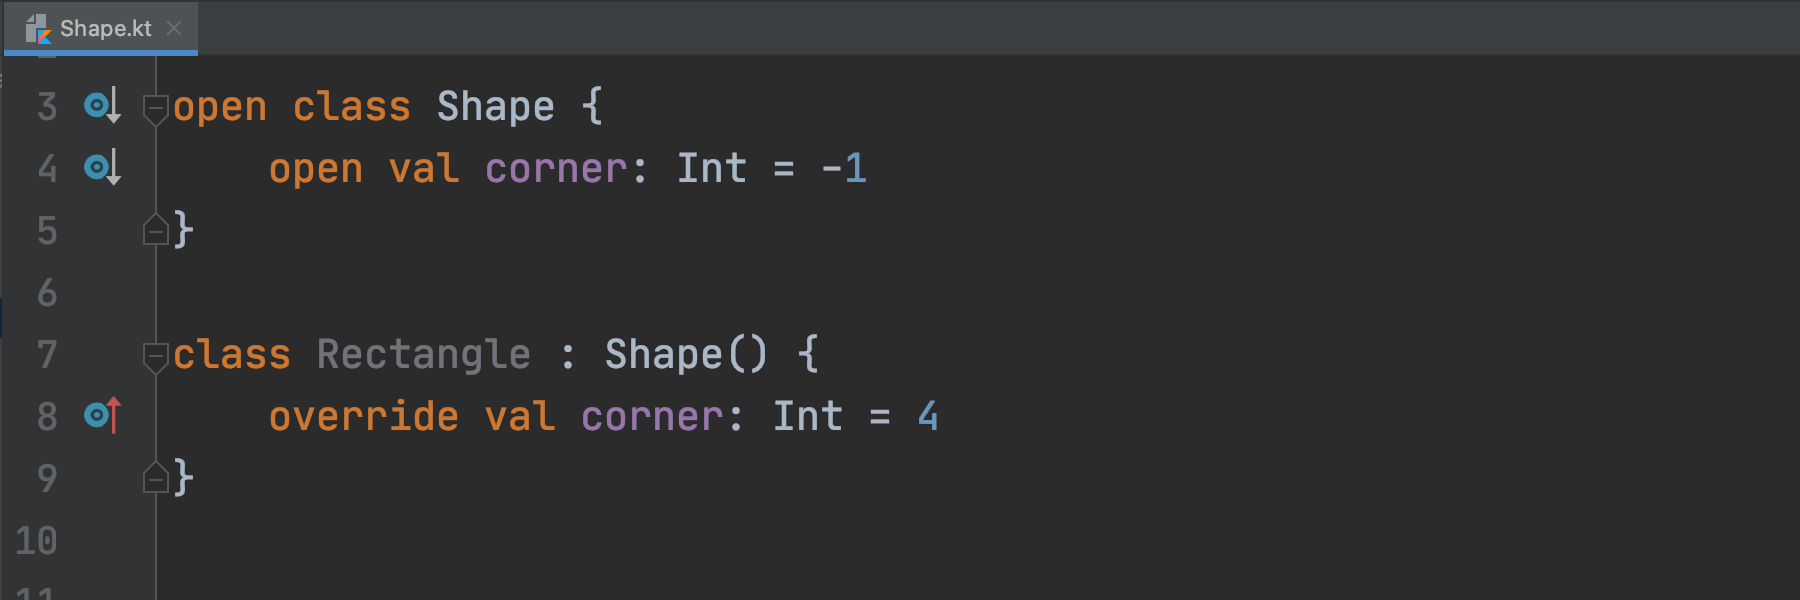 Shape.kt
3 open class Shape {
4     open val corner: Int = -1
5 }
6
7 class Rectangle : Shape() {
8     override val corner: Int = 4
9 }
10
11